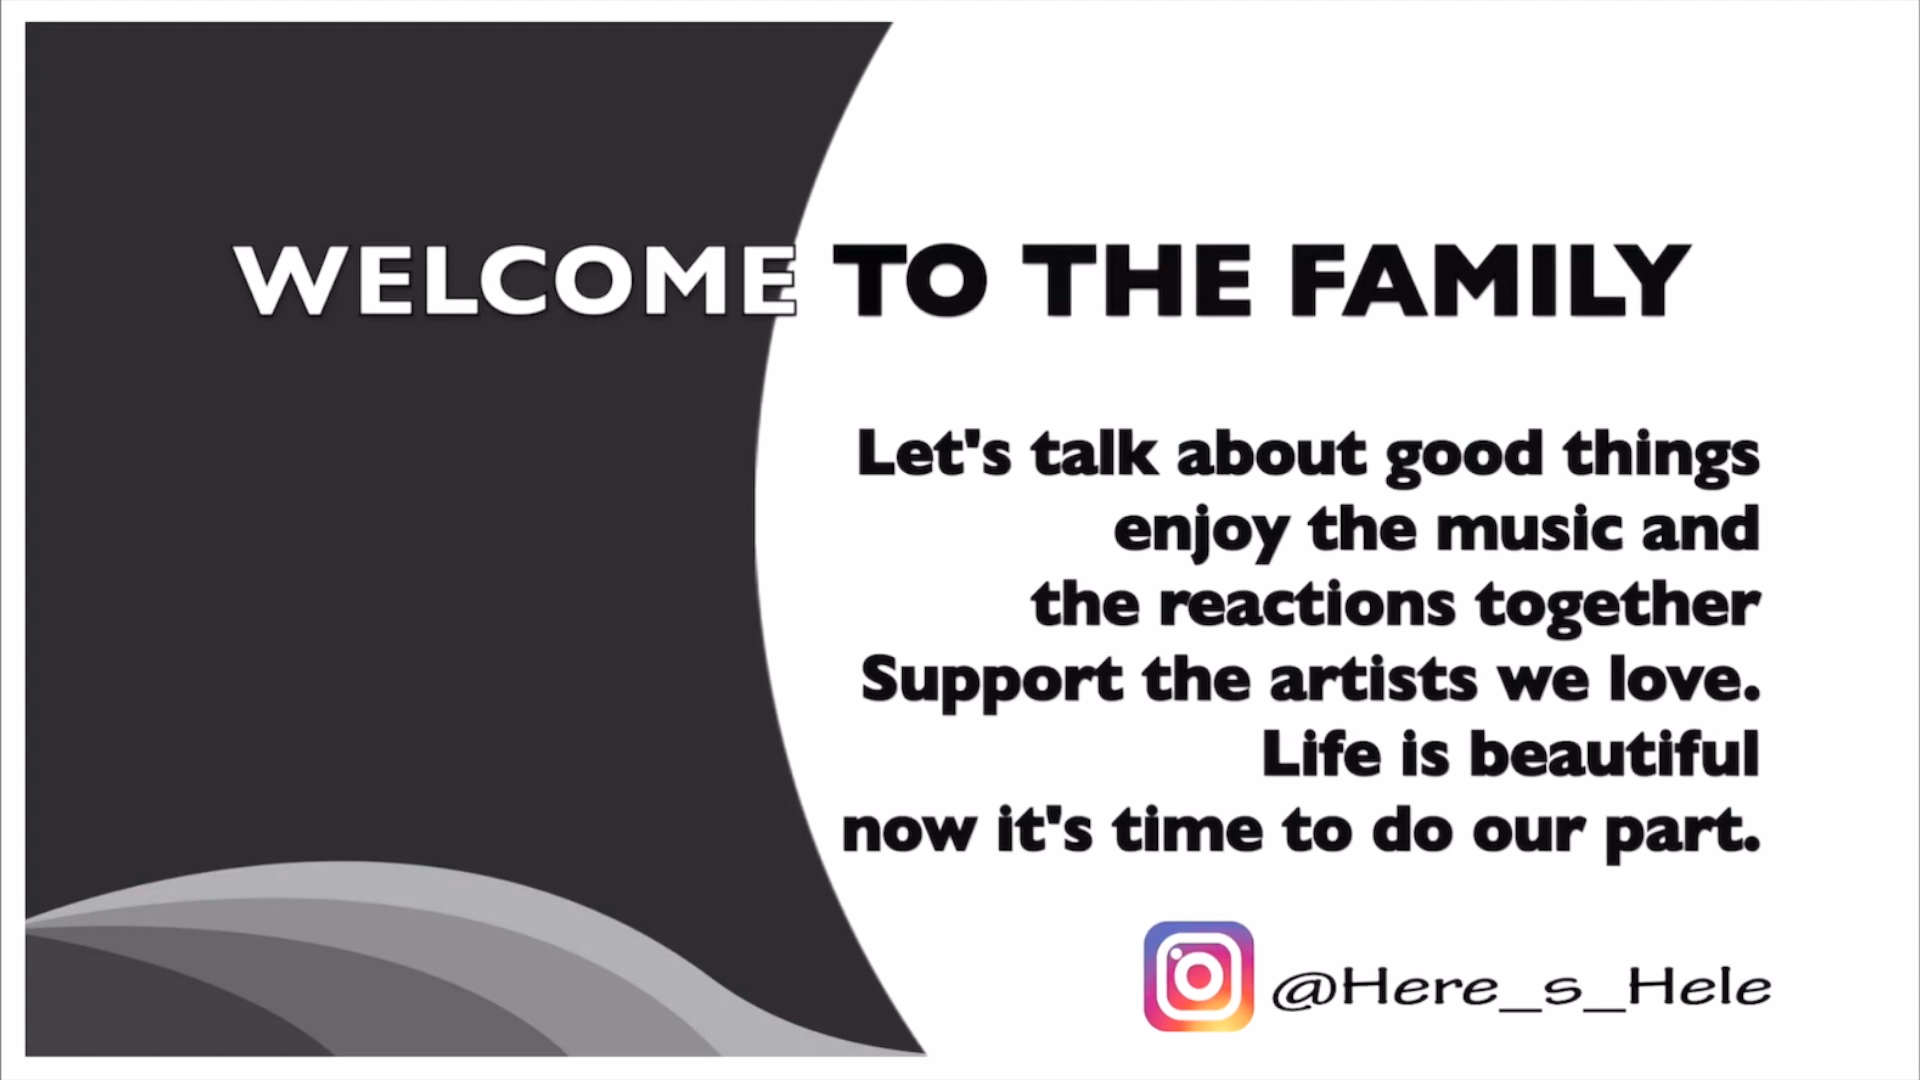 WELCOME TO THE FAMILY
Let's talk about good things
enjoy the music and
the reactions together
Support the artists we love.
Life is beautiful
now it's time to do our part.
@Here_s_Hele